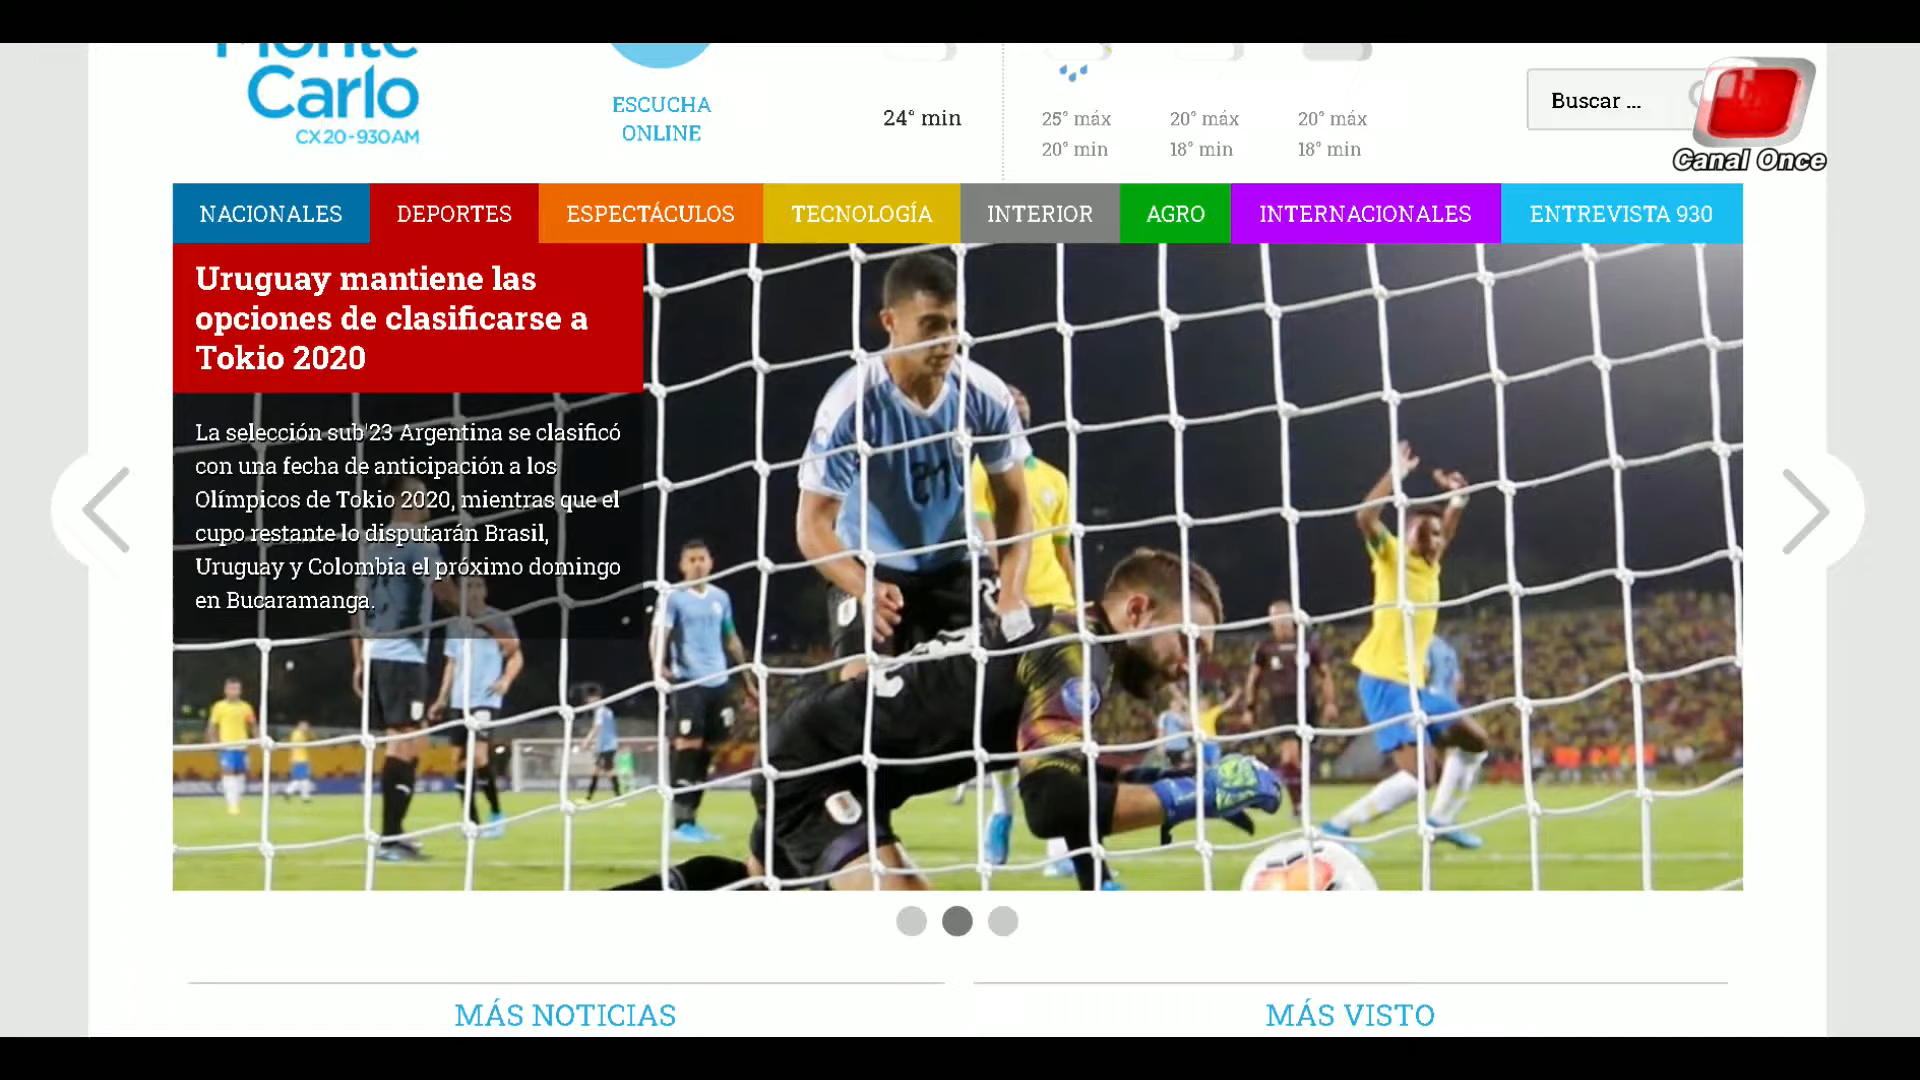 Monte
Carlo
CX20-930AM
ESCUCHA
ONLINE
24° min
25° máx
20° min
20° máx
18° min
20° máx
18° min
Buscar ...
Canal Once
NACIONALES
DEPORTES
ESPECTÁCULOS
TECNOLOGÍA
INTERIOR
AGRO
INTERNACIONALES
ENTREVISTA 930
Uruguay mantiene las
opciones de clasificarse a
Tokio 2020
La selección sub'23 Argentina se clasificó
con una fecha de anticipación a los
Olímpicos de Tokio 2020, mientras que el
cupo restante lo disputarán Brasil,
Uruguay y Colombia el próximo domingo
en Bucaramanga.
21
MÁS NOTICIAS
MÁS VISTO